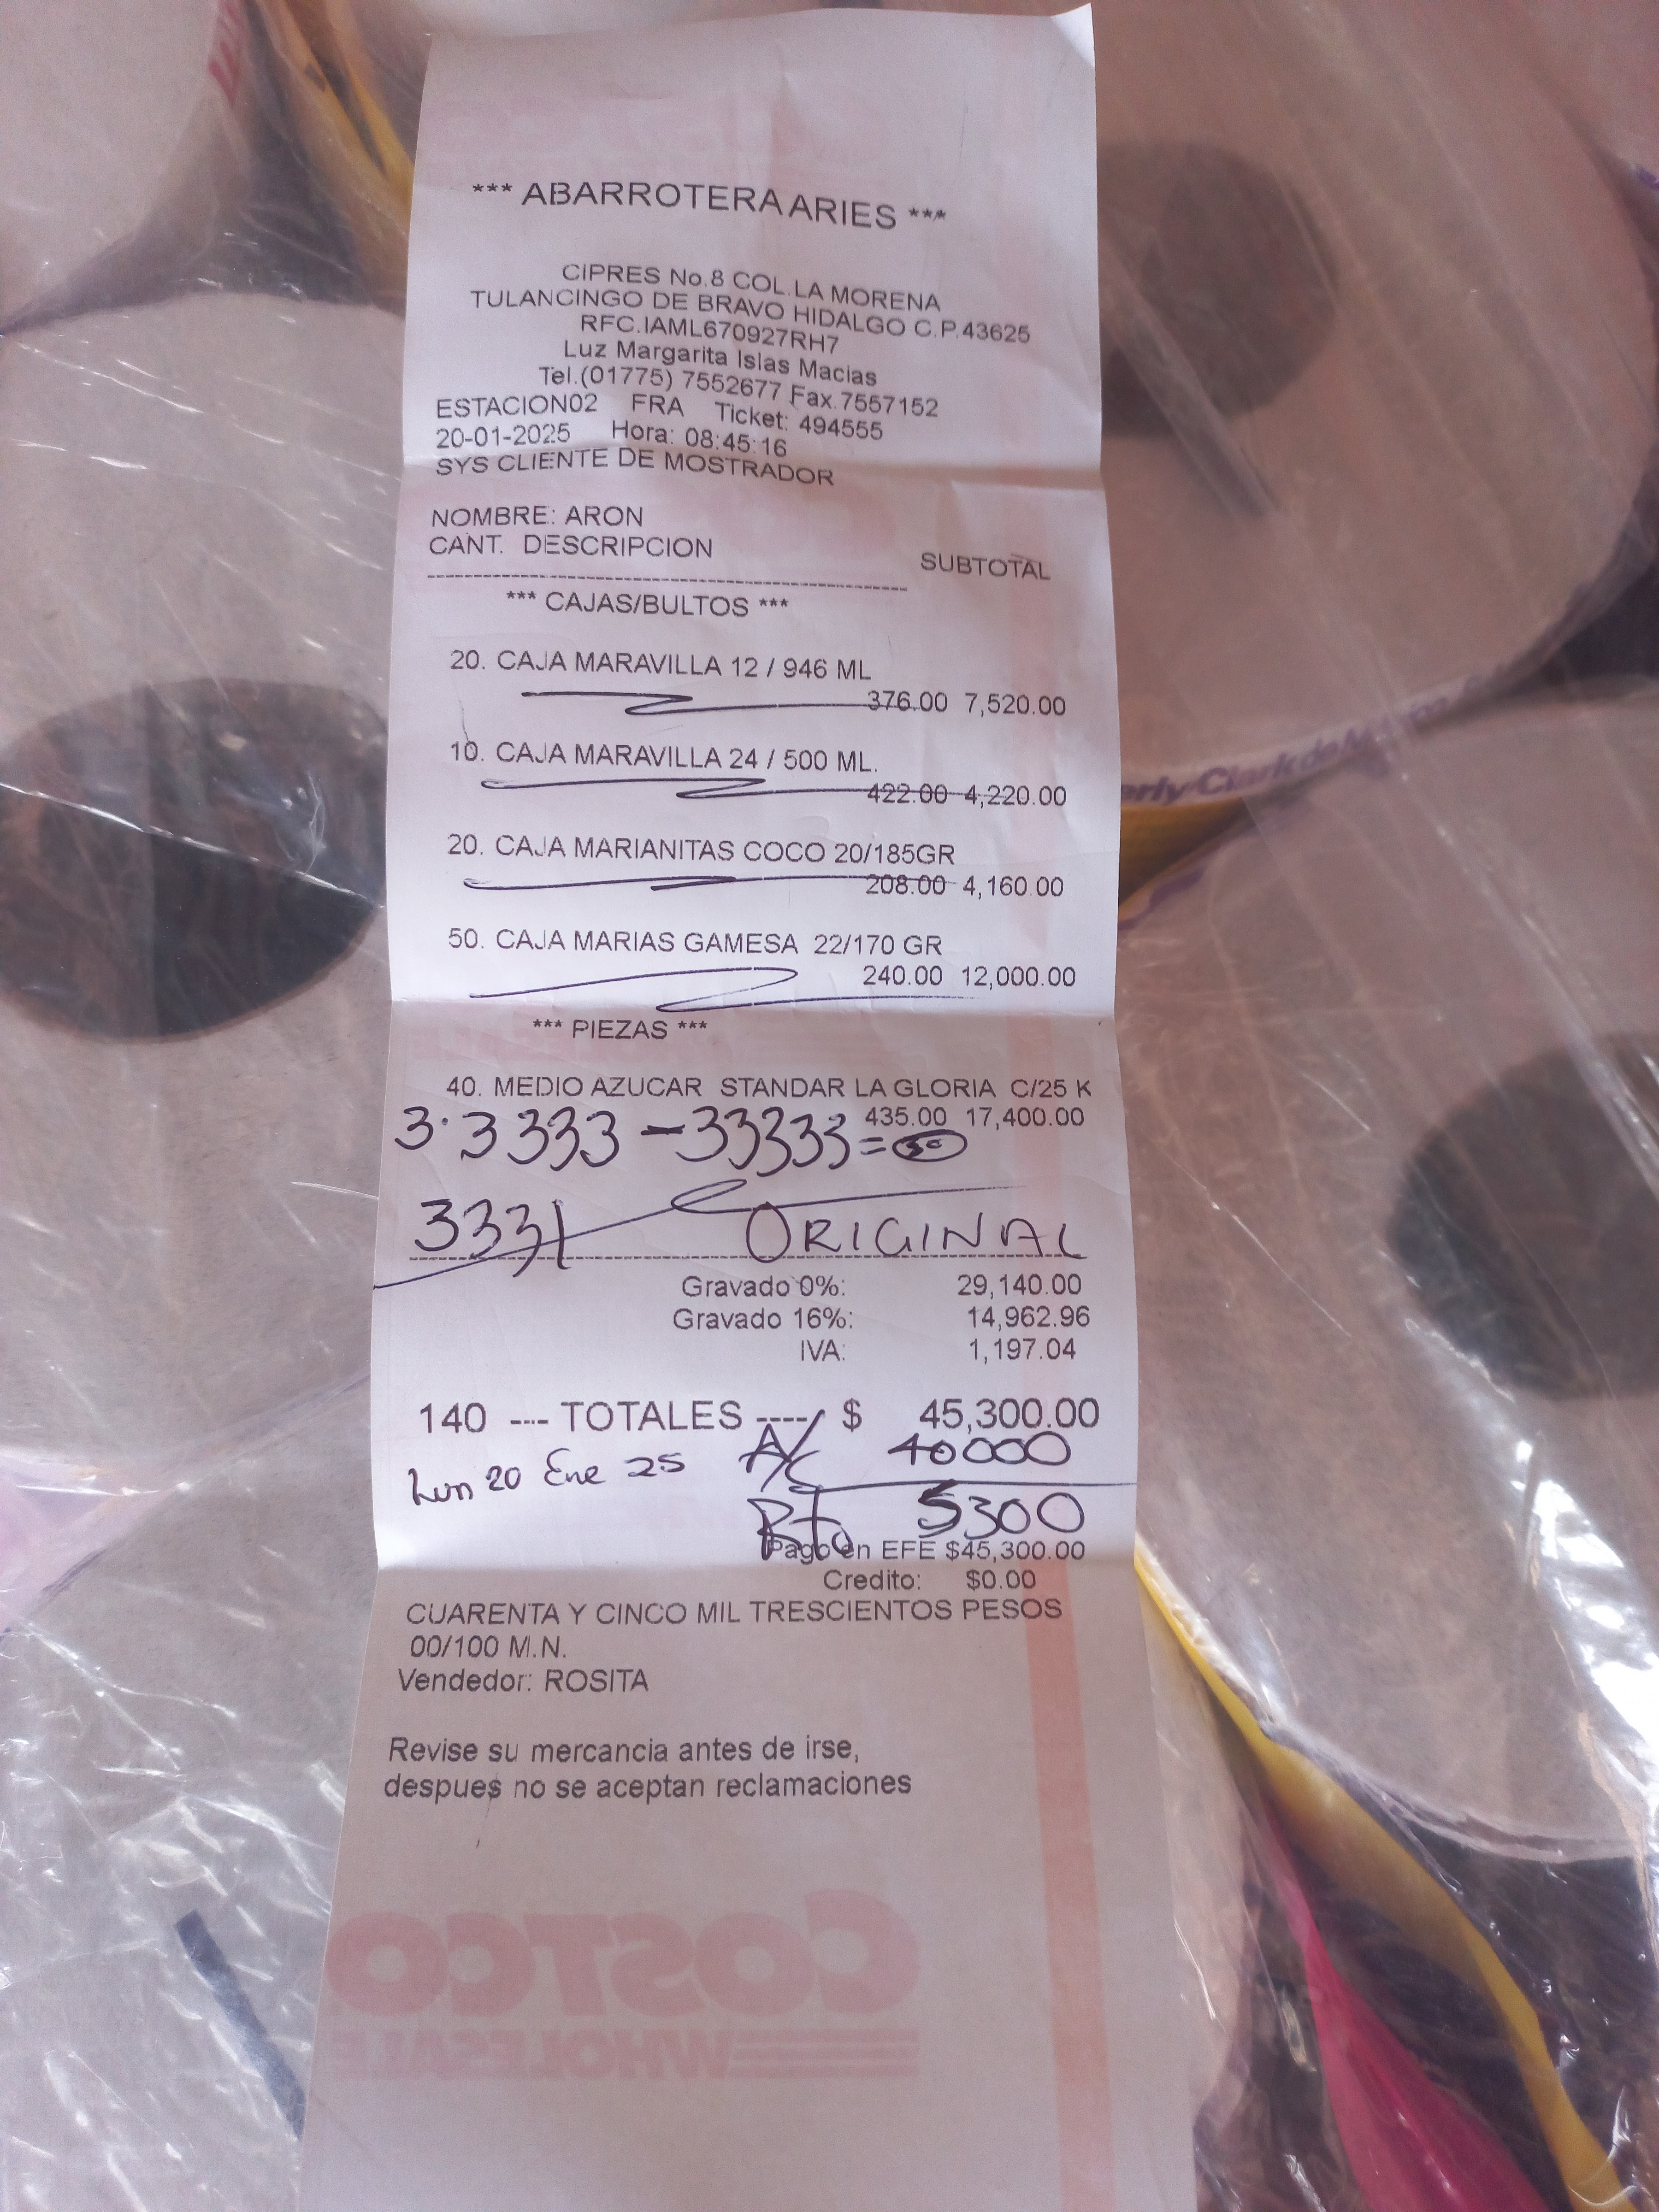 *** ABARROTERA ARIES ***
CIPRES No.8 COL.LA MORENA
TULANCINGO DE BRAVO HIDALGO C.P.43625
RFC.IAML670927RH7
Luz Margarita Islas Macias
Tel.(01775) 7552677 Fax.7557152
ESTACION02 FRA Ticket: 494555
20-01-2025 Hora: 08:45:16
SYS CLIENTE DE MOSTRADOR
NOMBRE: ARON
CANT. DESCRIPCION SUBTOTAL
*** CAJAS/BULTOS ***
20. CAJA MARAVILLA 12 / 946 ML
376.00 7,520.00
10. CAJA MARAVILLA 24 / 500 ML.
422.00 4,220.00
20. CAJA MARIANITAS COCO 20/185GR
208.00 4,160.00
50. CAJA MARIAS GAMESA 22/170 GR
240.00 12,000.00
*** PIEZAS ***
40. MEDIO AZUCAR STANDAR LA GLORIA C/25 K
435.00 17,400.00
3.3333-33333=30
3331 ORIGINAL
Gravado 0%: 29,140.00
Gravado 16%: 14,962.96
IVA: 1,197.04
140 ---- TOTALES ---- $ 45,300.00
A/C 40000
Lun 20 Ene 25
Rto 5300
Pago en EFE $45,300.00
Credito: $0.00
CUARENTA Y CINCO MIL TRESCIENTOS PESOS
00/100 M.N.
Vendedor: ROSITA
Revise su mercancia antes de irse,
despues no se aceptan reclamaciones
COSTCO
WHOLESALE